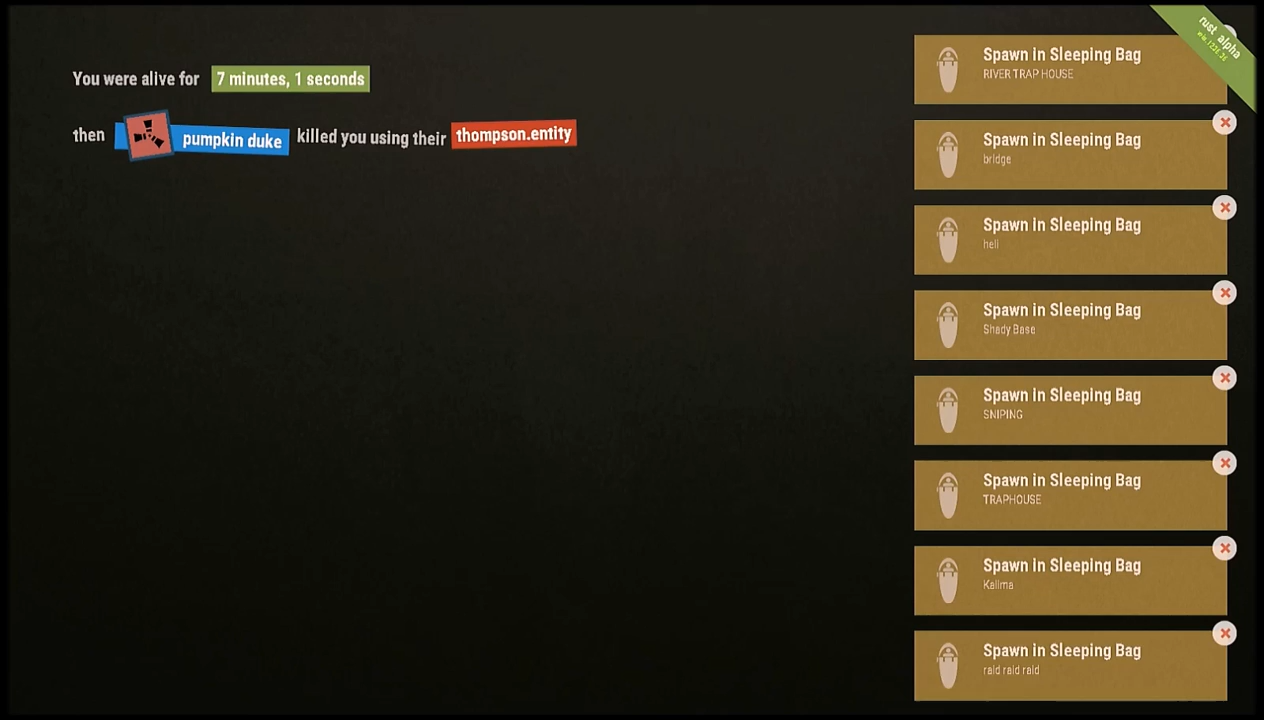 You were alive for 7 minutes, 1 seconds
then pumpkin duke killed you using their thompson.entity
rust alpha
Spawn in Sleeping Bag
RIVER TRAP HOUSE
Spawn in Sleeping Bag
bridge
Spawn in Sleeping Bag
heli
Spawn in Sleeping Bag
Shady Base
Spawn in Sleeping Bag
SNIPING
Spawn in Sleeping Bag
TRAPHOUSE
Spawn in Sleeping Bag
Kalima
Spawn in Sleeping Bag
raid raid raid